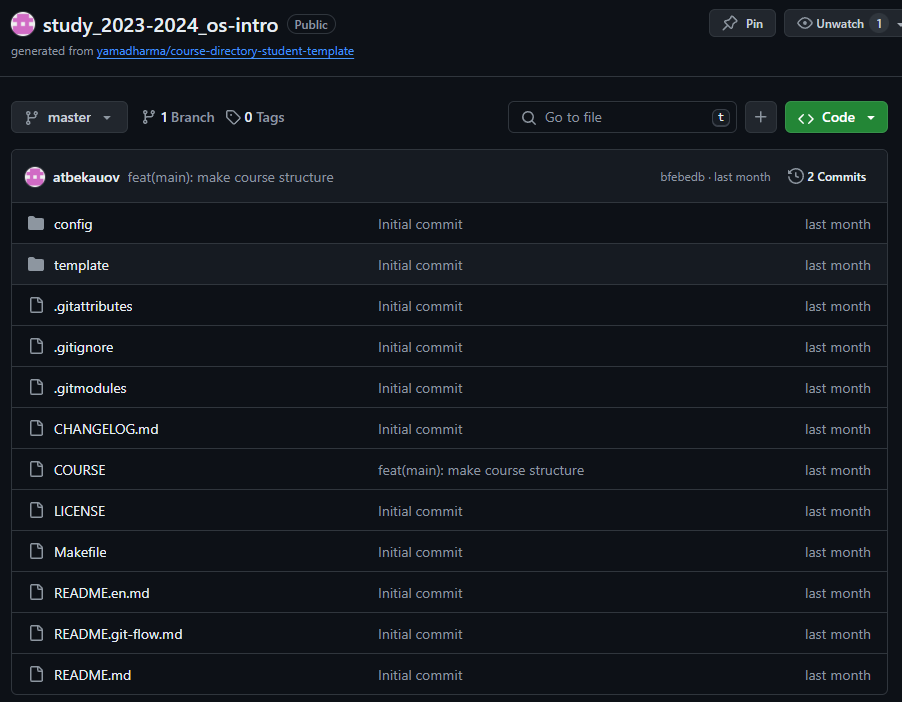 study_2023-2024_os-intro Public Pin Unwatch 1
generated from yamadharma/course-directory-student-template
master 1 Branch 0 Tags Go to file t Code
atbekauov feat(main): make course structure bfebedb · last month 2 Commits
config Initial commit last month
template Initial commit last month
.gitattributes Initial commit last month
.gitignore Initial commit last month
.gitmodules Initial commit last month
CHANGELOG.md Initial commit last month
COURSE feat(main): make course structure last month
LICENSE Initial commit last month
Makefile Initial commit last month
README.en.md Initial commit last month
README.git-flow.md Initial commit last month
README.md Initial commit last month